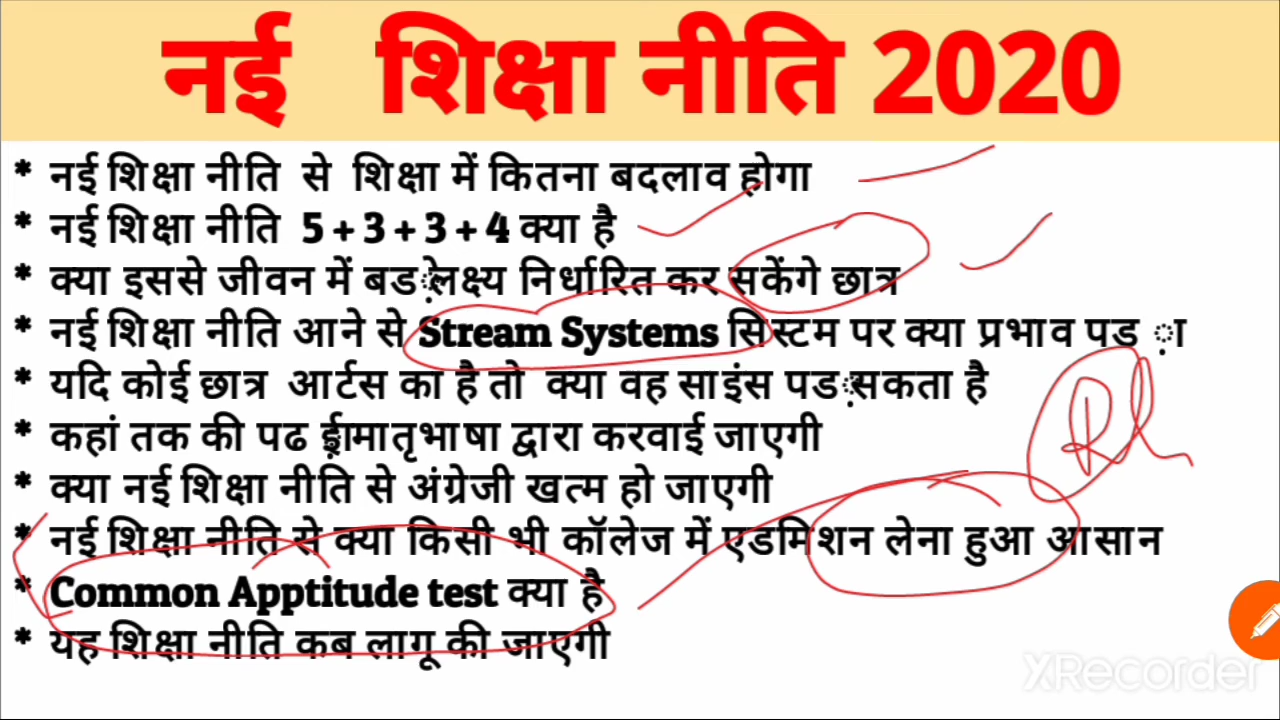 नई शिक्षा नीति 2020
* नई शिक्षा नीति से शिक्षा में कितना बदलाव होगा
* नई शिक्षा नीति 5 + 3 + 3 + 4 क्या है
* क्या इससे जीवन में बड़े लक्ष्य निर्धारित कर सकेंगे छात्र
* नई शिक्षा नीति आने से Stream Systems सिस्टम पर क्या प्रभाव पड़ा
* यदि कोई छात्र आर्टस का है तो क्या वह साइंस पड़ सकता है
* कहां तक की पढ़ाई मातृभाषा द्वारा करवाई जाएगी
* क्या नई शिक्षा नीति से अंग्रेजी खत्म हो जाएगी
* नई शिक्षा नीति से क्या किसी भी कॉलेज में एडमिशन लेना हुआ आसान
* Common Apptitude test क्या है
* यह शिक्षा नीति कब लागू की जाएगी
XRecorder